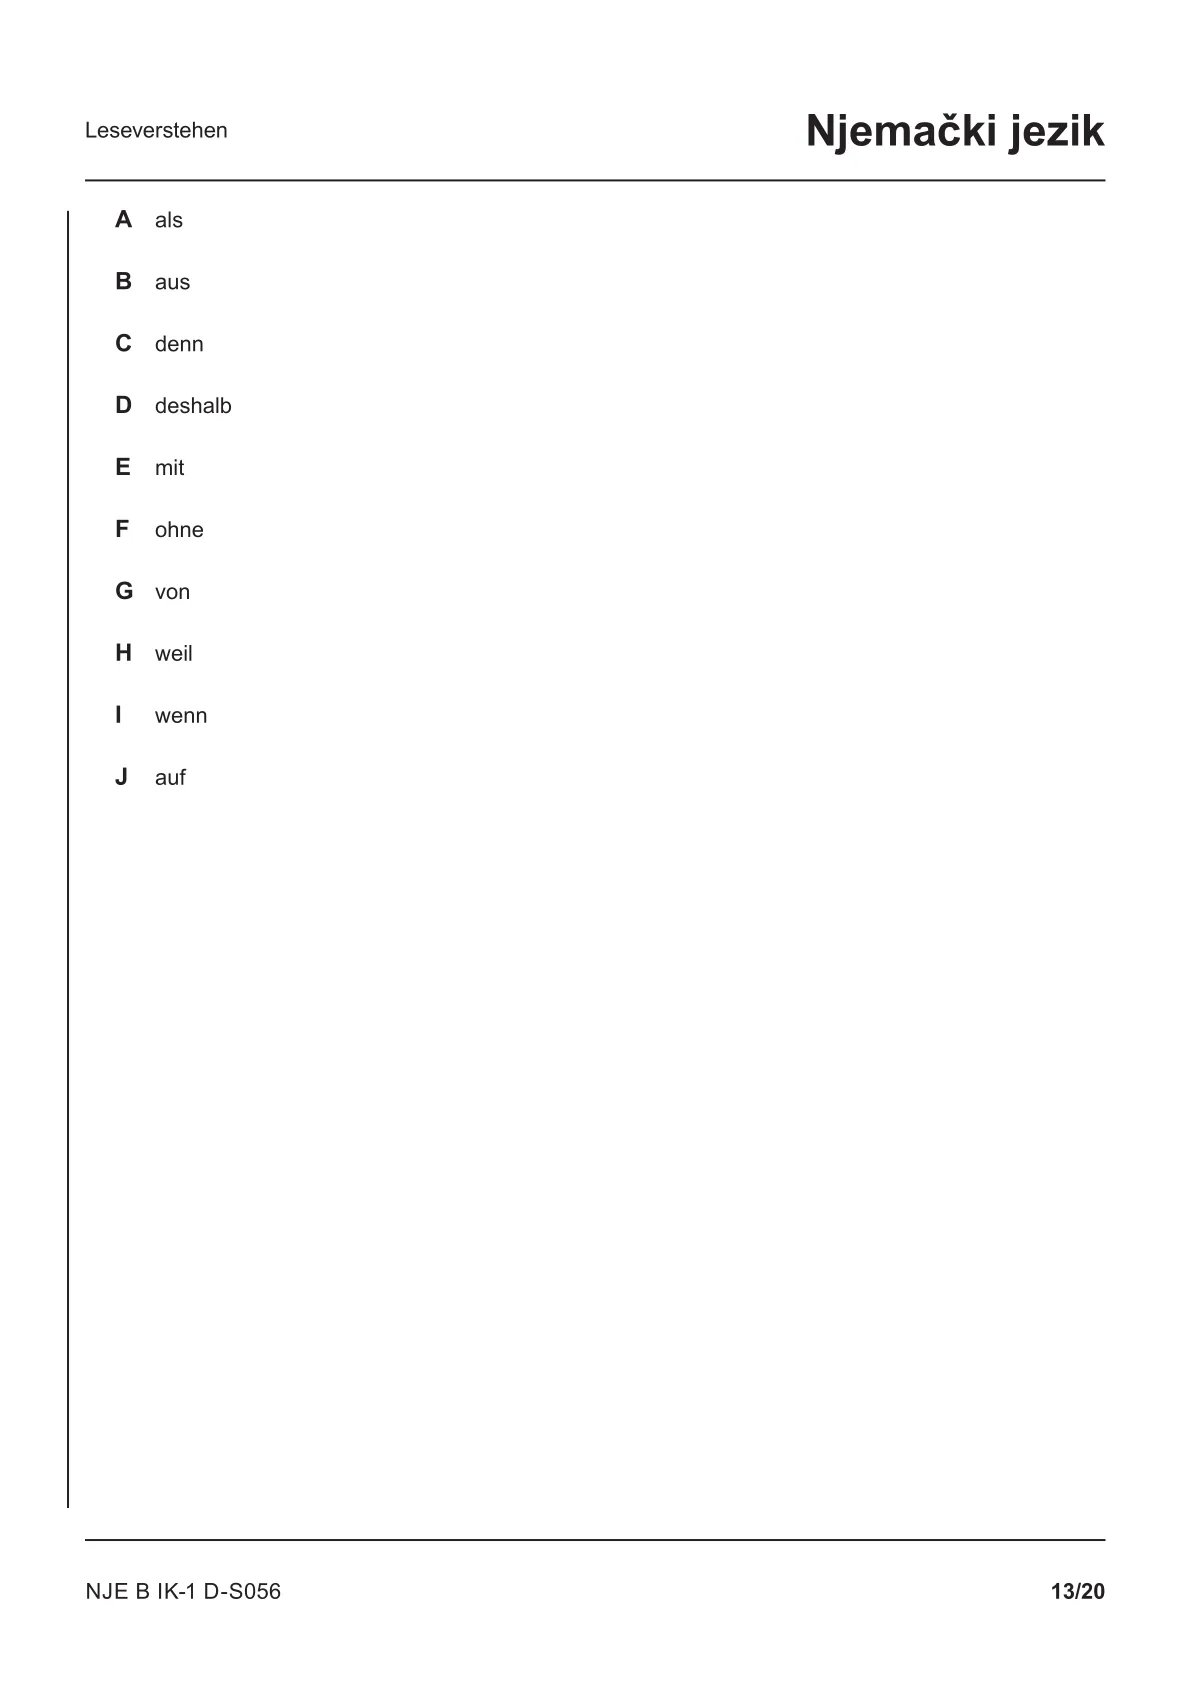 Leseverstehen
Njemački jezik
A als
B aus
C denn
D deshalb
E mit
F ohne
G von
H weil
I wenn
J auf
NJE B IK-1 D-S056
13/20